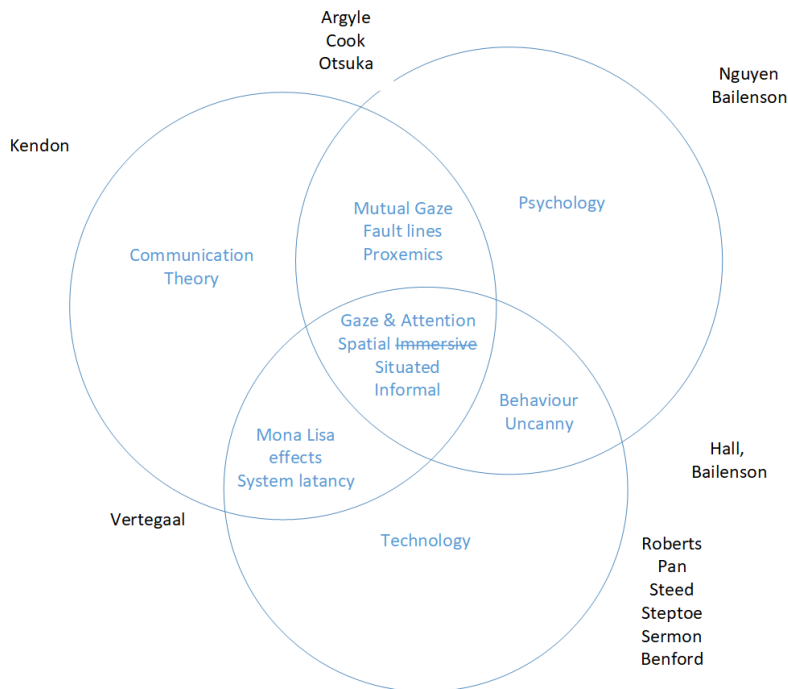 Argyle
Cook
Otsuka
Nguyen
Bailenson
Kendon
Mutual Gaze
Fault lines
Proxemics
Psychology
Communication
Theory
Gaze & Attention
Spatial Immersive
Situated
Informal
Behaviour
Uncanny
Mona Lisa
effects
System latancy
Hall,
Bailenson
Vertegaal
Technology
Roberts
Pan
Steed
Steptoe
Sermon
Benford